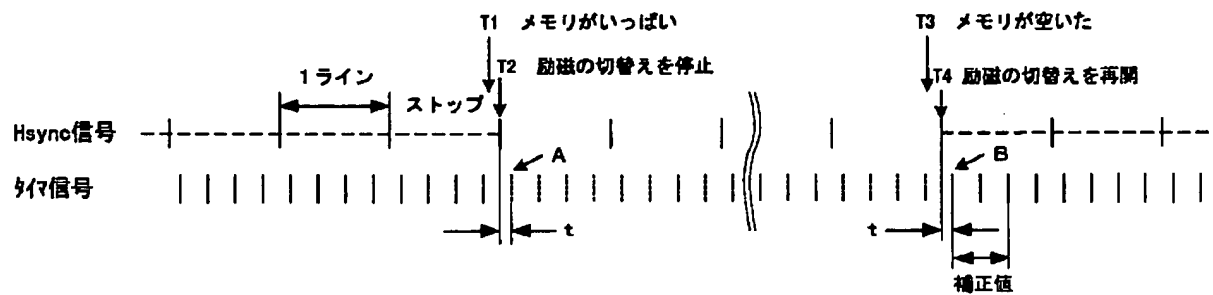 T1 メモリがいっぱい
T3 メモリが空いた
T2 励磁の切替えを停止
T4 励磁の切替えを再開
1ライン
ストップ
Hsync信号
A
B
タイマ信号
t
t
補正値